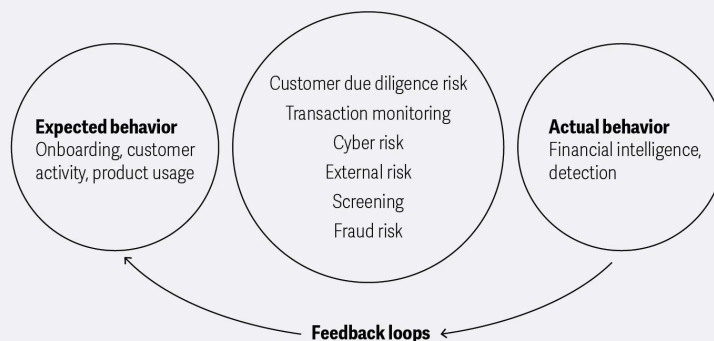 Expected behavior
Onboarding, customer
activity, product usage
Customer due diligence risk
Transaction monitoring
Cyber risk
External risk
Screening
Fraud risk
Actual behavior
Financial intelligence,
detection
Feedback loops